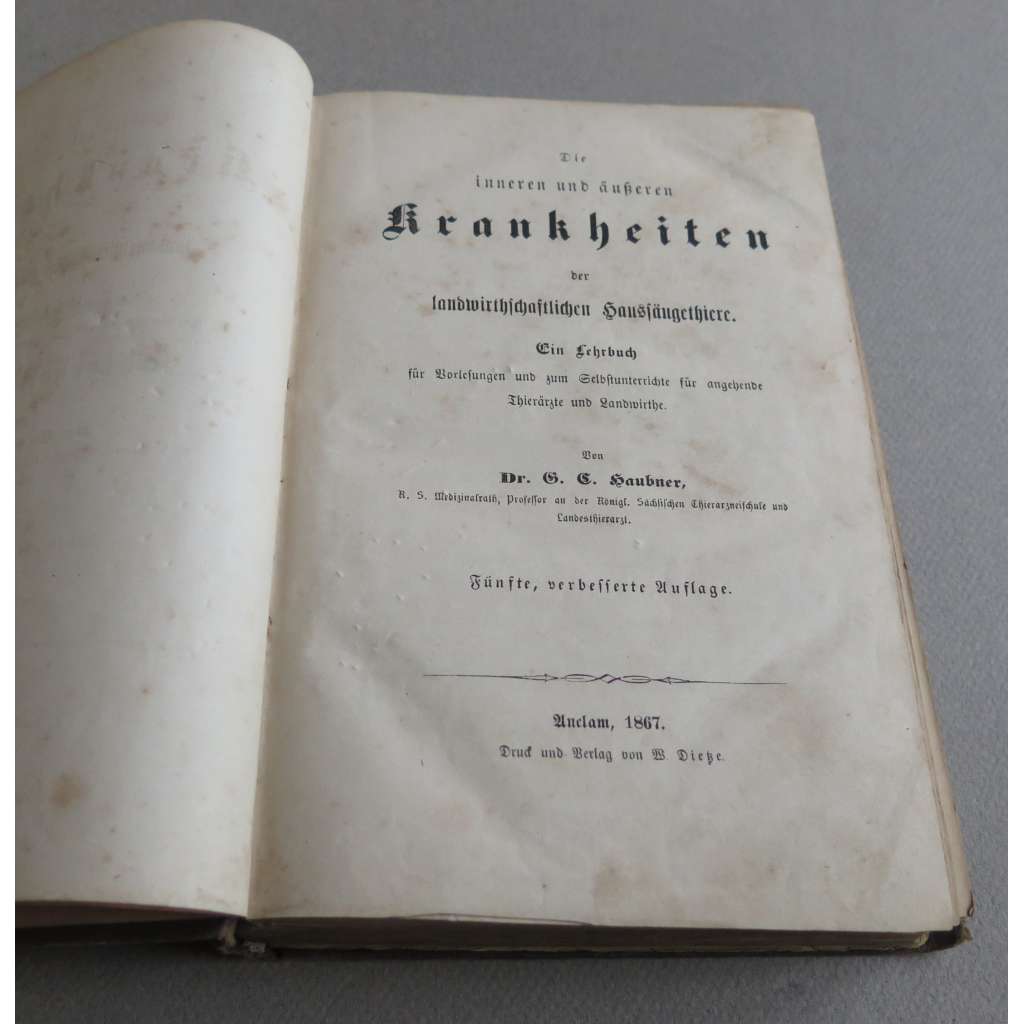 Die
inneren und äußeren
Krankheiten
der
landwirthschaftlichen Haussäugethiere.
Ein Lehrbuch
für Vorlesungen und zum Selbstunterrichte für angehende
Thierärzte und Landwirthe.
Von
Dr. G. C. Haubner,
K. S. Medizinalrath, Professor an der Königl. Sächsischen Thierarzneischule und
Landesthierarzt.
Fünfte, verbesserte Auflage.
Anclam, 1867.
Druck und Verlag von W. Dietze.